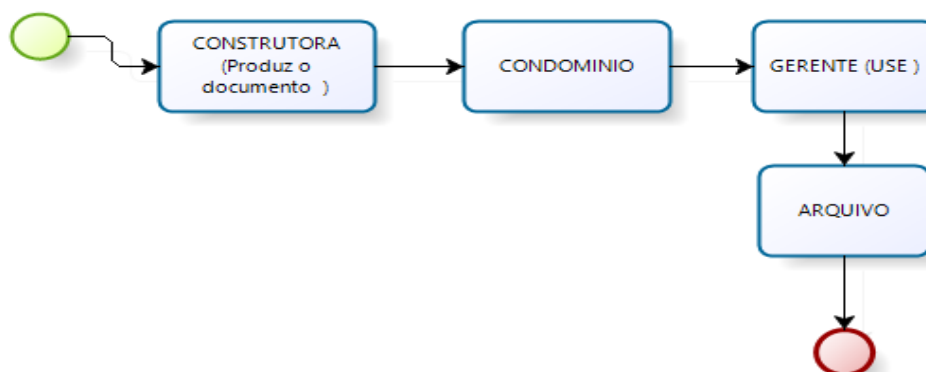 CONSTRUTORA
(Produz o
documento )
CONDOMINIO
GERENTE (USE )
ARQUIVO